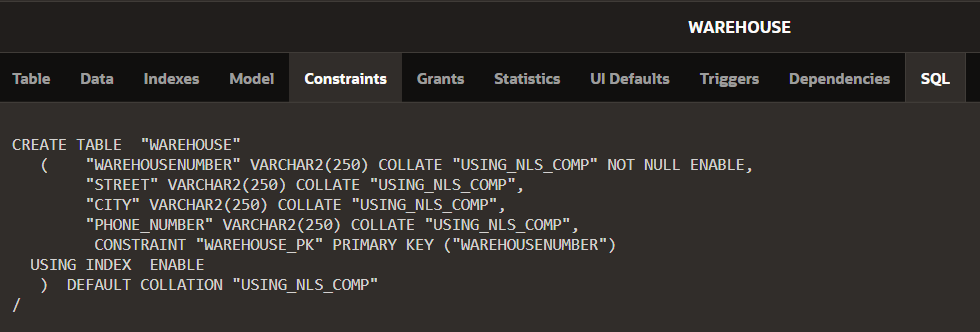 WAREHOUSE
Table Data Indexes Model Constraints Grants Statistics UI Defaults Triggers Dependencies SQL
CREATE TABLE "WAREHOUSE"
( "WAREHOUSENUMBER" VARCHAR2(250) COLLATE "USING_NLS_COMP" NOT NULL ENABLE,
"STREET" VARCHAR2(250) COLLATE "USING_NLS_COMP",
"CITY" VARCHAR2(250) COLLATE "USING_NLS_COMP",
"PHONE_NUMBER" VARCHAR2(250) COLLATE "USING_NLS_COMP",
CONSTRAINT "WAREHOUSE_PK" PRIMARY KEY ("WAREHOUSENUMBER")
USING INDEX ENABLE
) DEFAULT COLLATION "USING_NLS_COMP"
/